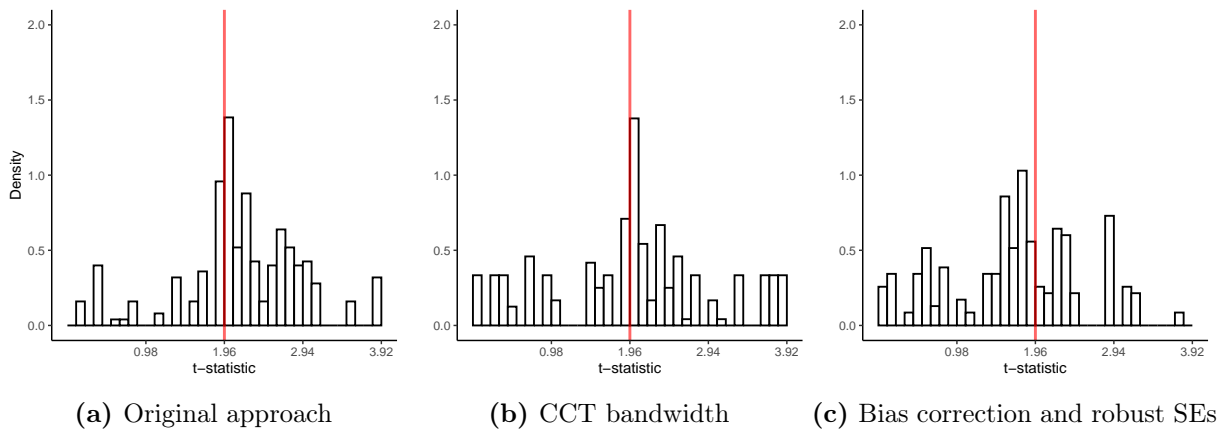 2.0
1.5
1.0
0.5
0.0
Density
0.98 1.96 2.94 3.92
t−statistic
(a) Original approach
2.0
1.5
1.0
0.5
0.0
0.98 1.96 2.94 3.92
t−statistic
(b) CCT bandwidth
2.0
1.5
1.0
0.5
0.0
0.98 1.96 2.94 3.92
t−statistic
(c) Bias correction and robust SEs